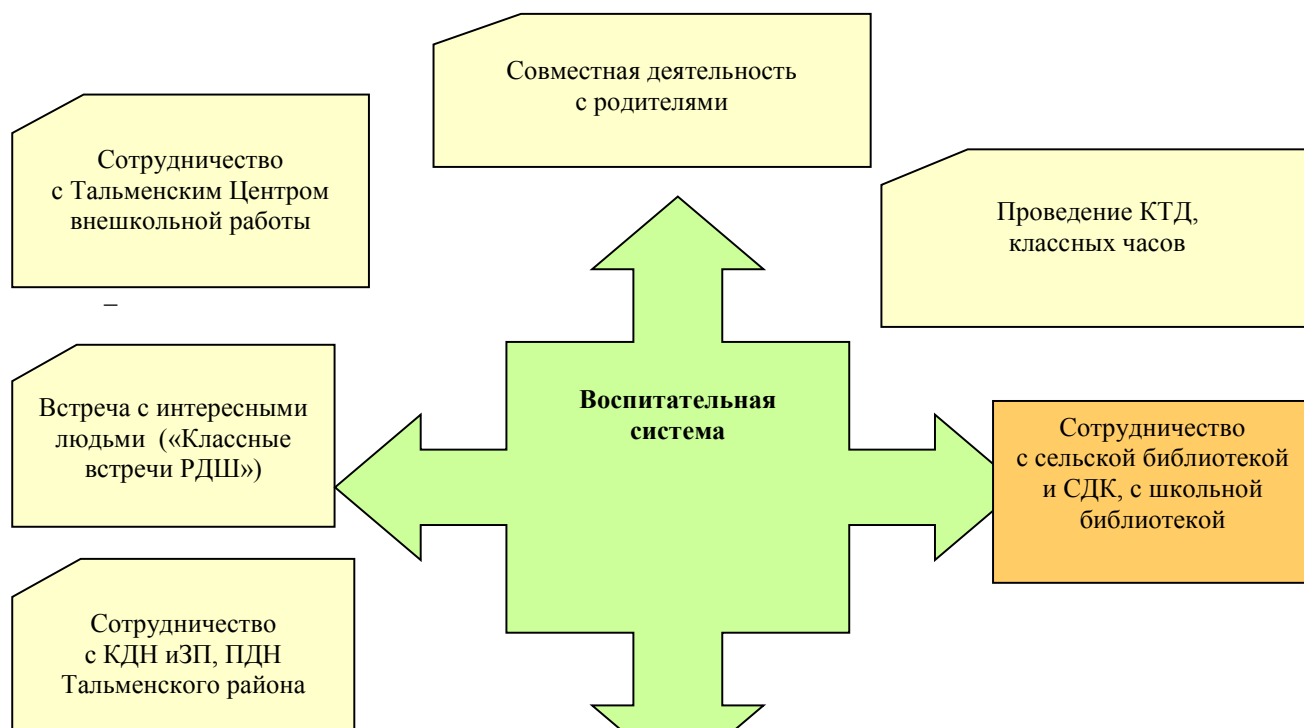 Совместная деятельность
с родителями
Сотрудничество
с Тальменским Центром
внешкольной работы
Проведение КТД,
классных часов
–
Встреча с интересными
людьми («Классные
встречи РДШ»)
Воспитательная
система
Сотрудничество
с сельской библиотекой
и СДК, с школьной
библиотекой
Сотрудничество
с КДН иЗП, ПДН
Тальменского района